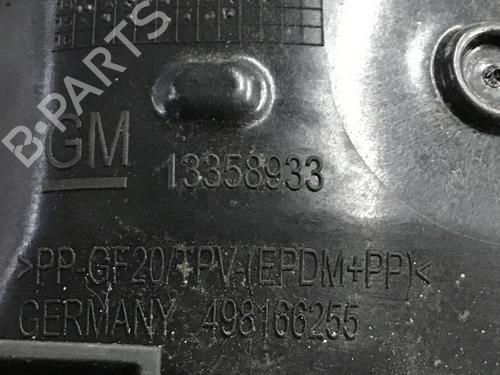 B-PARTS
GM
13358933
>PP-GF20/TPV-(EPDM+PP)<
GERMANY 498166255